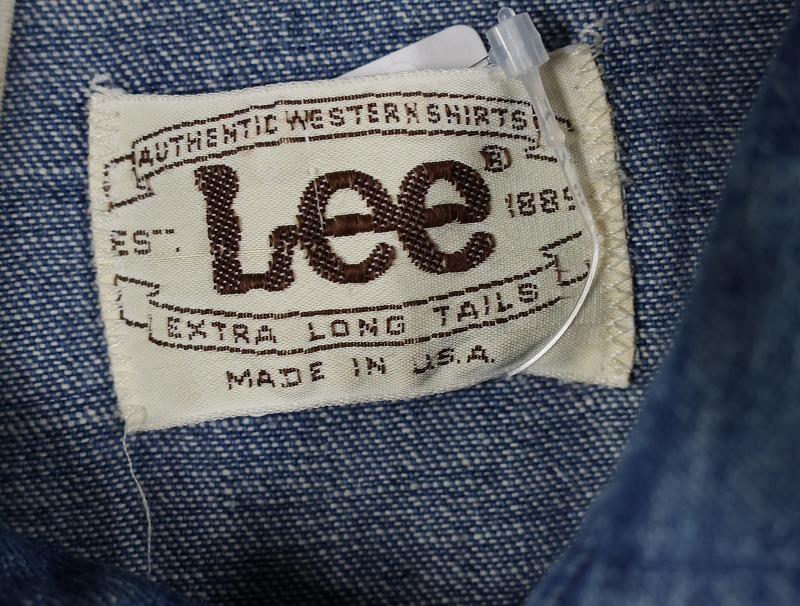 AUTHENTIC WESTERN SHIRTS
Lee®
EST. 1889
EXTRA LONG TAILS
MADE IN U.S.A.